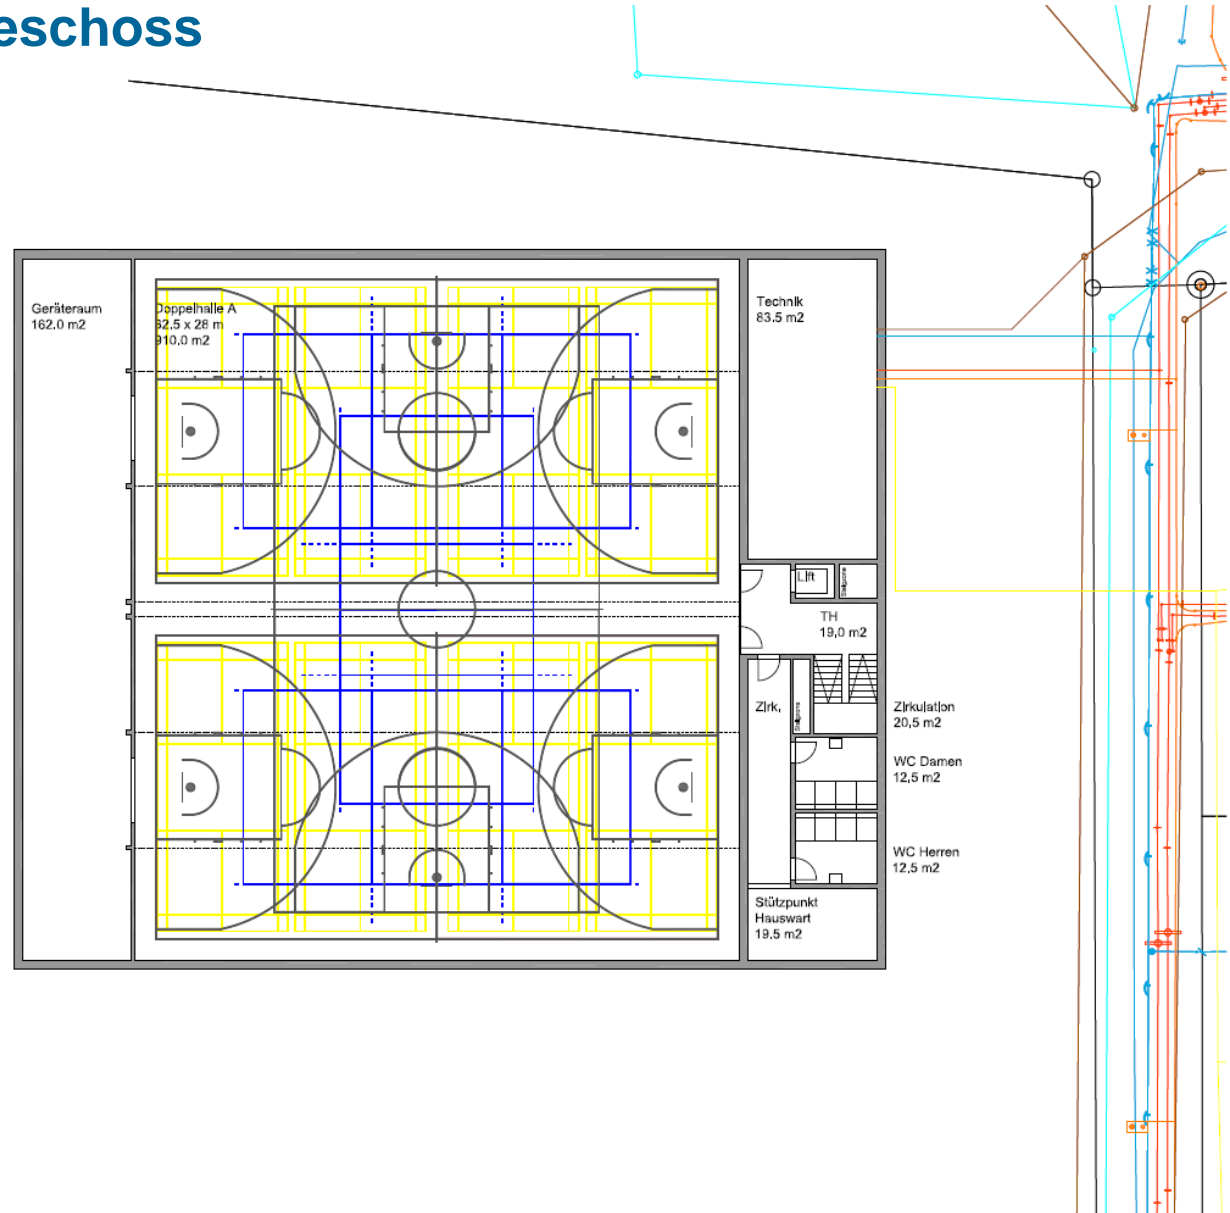 eschoss
Geräteraum
162.0 m2
Doppelhalle A
32.5 x 28 m
910.0 m2
Technik
83.5 m2
Lift
Steigzone
TH
19,0 m2
Zirk.
Steigzone
Zirkulation
20,5 m2
WC Damen
12,5 m2
WC Herren
12,5 m2
Stützpunkt
Hauswart
19.5 m2